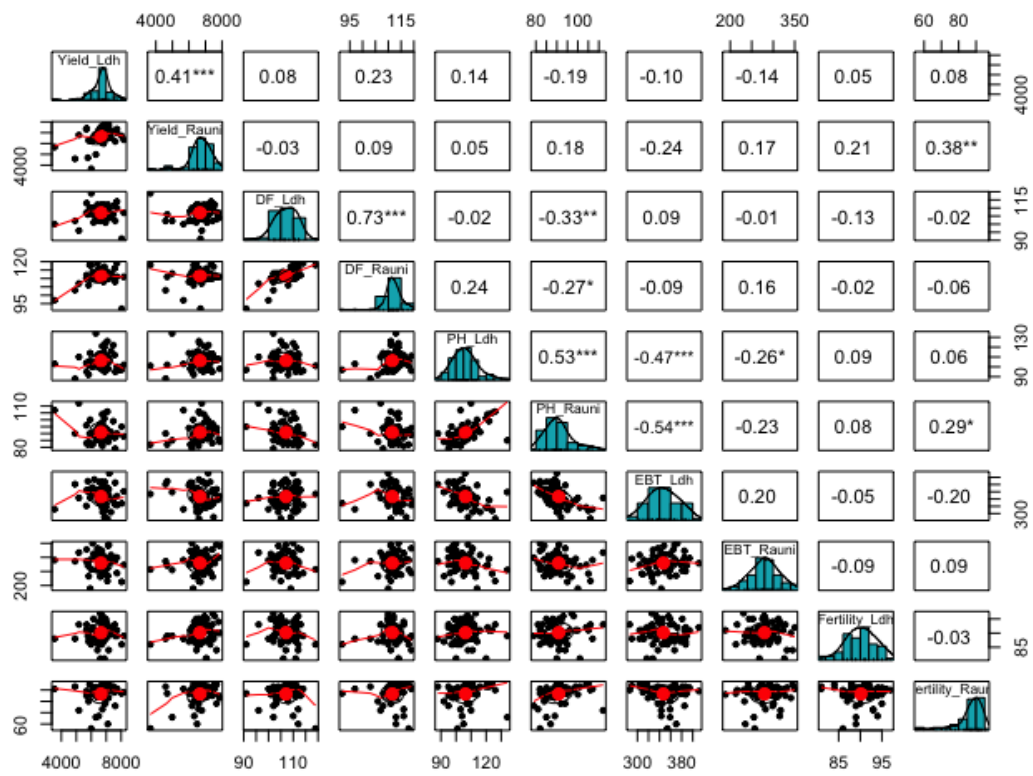 4000 8000 95 115 80 100 200 350 60 80
Yield_Ldh 0.41*** 0.08 0.23 0.14 -0.19 -0.10 -0.14 0.05 0.08 4000
4000 Yield_Rauni -0.03 0.09 0.05 0.18 -0.24 0.17 0.21 0.38**
DF_Ldh 0.73*** -0.02 -0.33** 0.09 -0.01 -0.13 -0.02 90 115
95 120 DF_Rauni 0.24 -0.27* -0.09 0.16 -0.02 -0.06
PH_Ldh 0.53*** -0.47*** -0.26* 0.09 0.06 90 130
80 110 PH_Rauni -0.54*** -0.23 0.08 0.29*
EBT_Ldh 0.20 -0.05 -0.20 300
200 EBT_Rauni -0.09 0.09
Fertility_Ldh -0.03 85
60 ertility_Raun
4000 8000 90 110 90 120 300 380 85 95